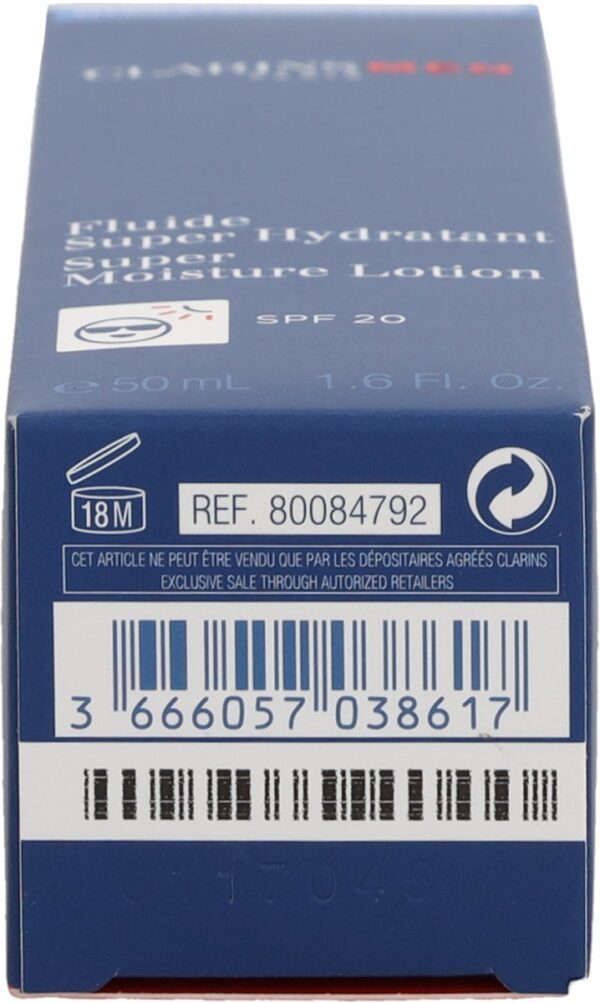 CLARINS MEN
Fluide
Super Hydratant
Super
Moisture Lotion
SPF 20
e 50 mL 1.6 Fl. Oz.
18M
REF. 80084792
CET ARTICLE NE PEUT ÊTRE VENDU QUE PAR LES DÉPOSITAIRES AGRÉÉS CLARINS
EXCLUSIVE SALE THROUGH AUTORIZED RETAILERS
3 666057 038617